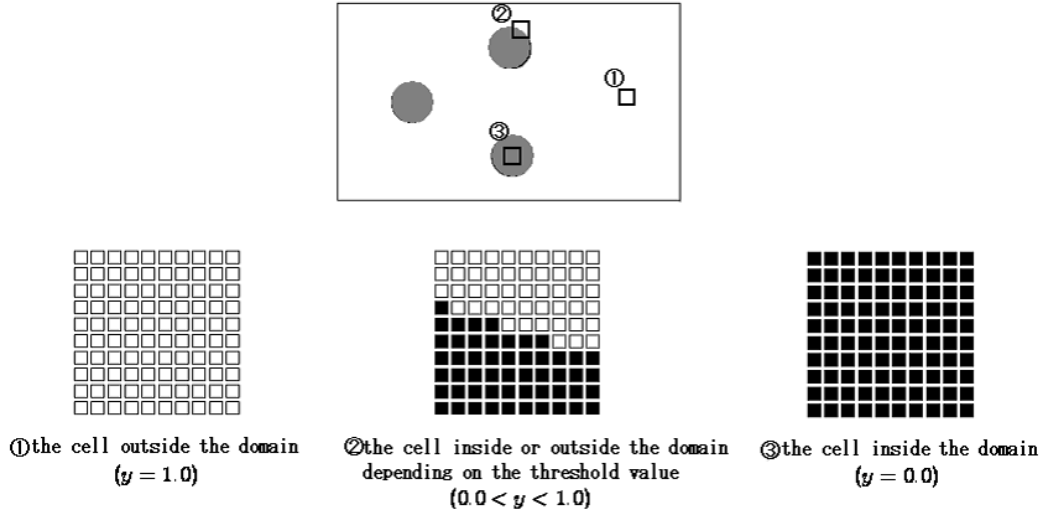 ②
①
③
①the cell outside the domain
(y = 1.0)
②the cell inside or outside the domain
depending on the threshold value
(0.0 < y < 1.0)
③the cell inside the domain
(y = 0.0)